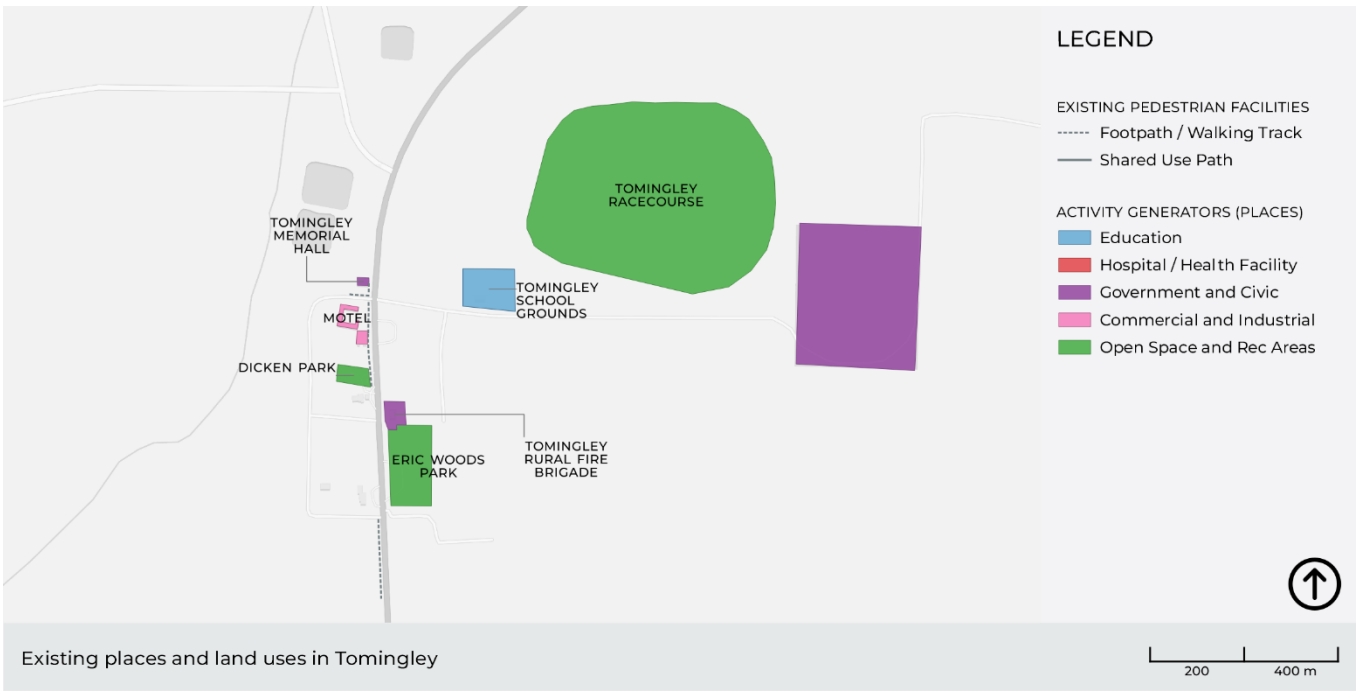 LEGEND
EXISTING PEDESTRIAN FACILITIES
Footpath / Walking Track
Shared Use Path
ACTIVITY GENERATORS (PLACES)
Education
Hospital / Health Facility
Government and Civic
Commercial and Industrial
Open Space and Rec Areas
TOMINGLEY
RACECOURSE
TOMINGLEY
MEMORIAL
HALL
TOMINGLEY
SCHOOL
GROUNDS
MOTEL
DICKEN PARK
TOMINGLEY
RURAL FIRE
BRIGADE
ERIC WOODS
PARK
Existing places and land uses in Tomingley
200
400 m